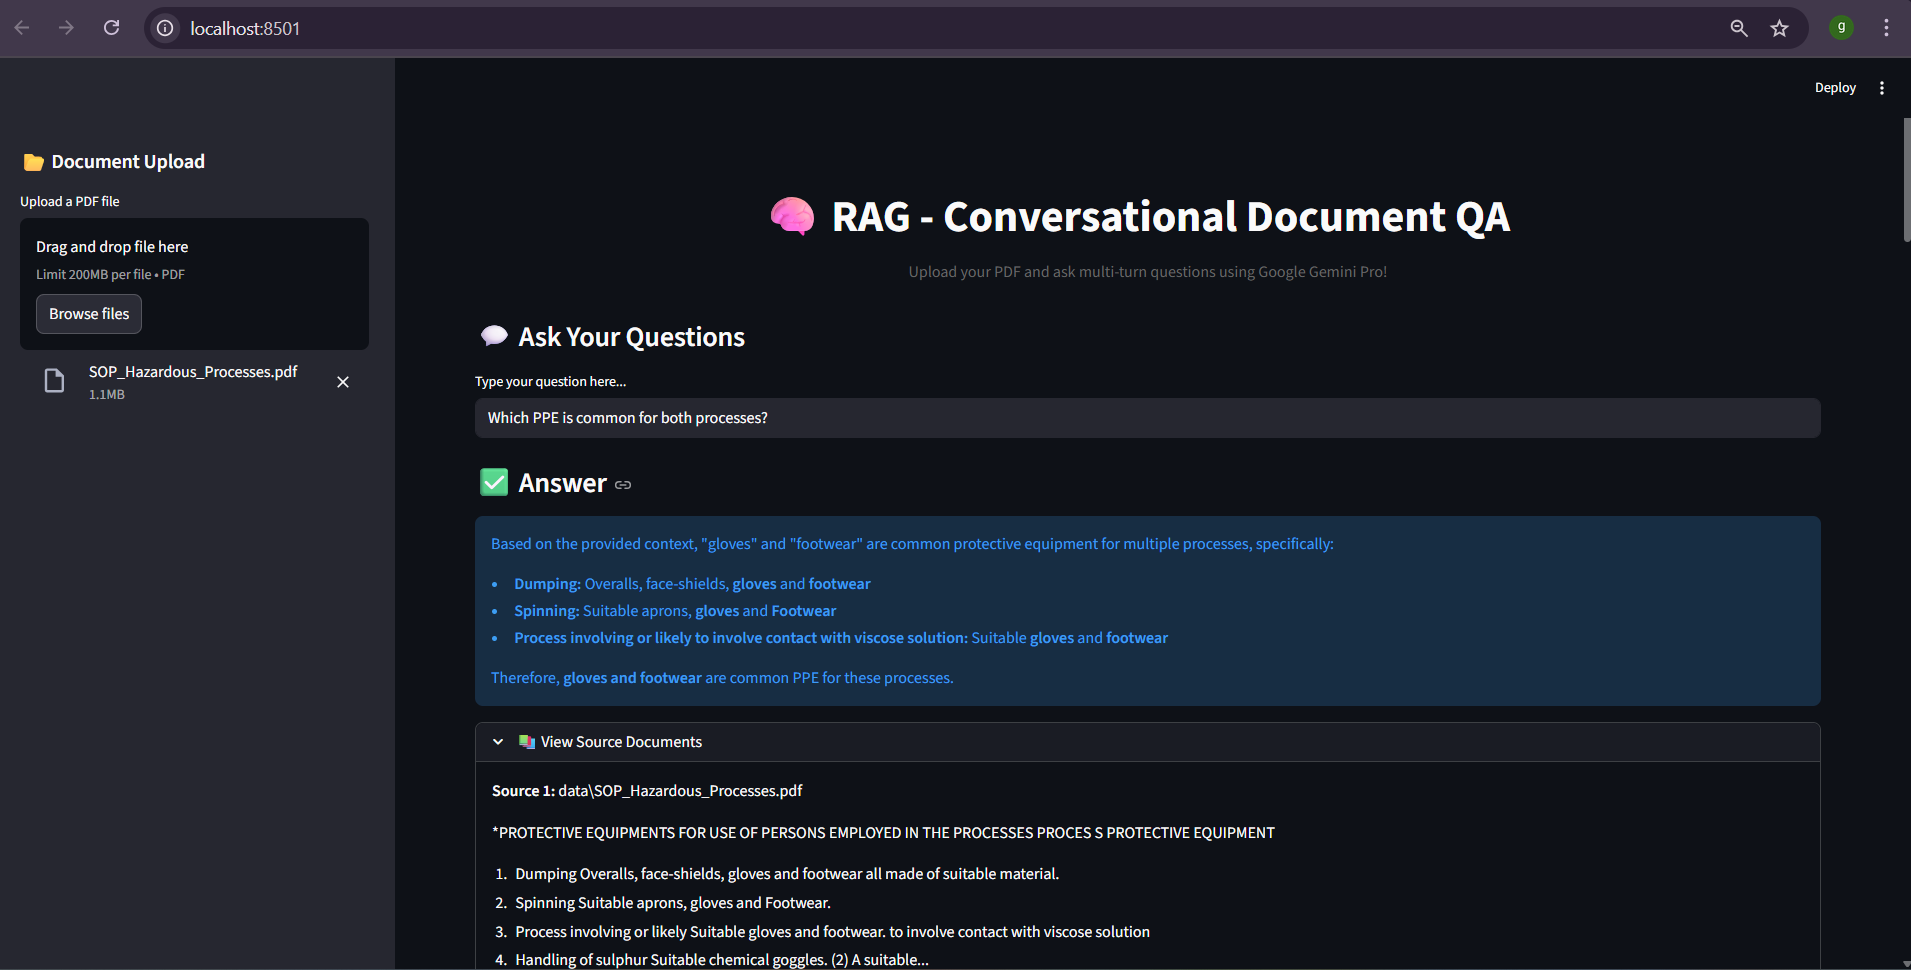 localhost:8501
g
Deploy
Document Upload
Upload a PDF file
Drag and drop file here
Limit 200MB per file • PDF
Browse files
SOP_Hazardous_Processes.pdf
1.1MB
RAG - Conversational Document QA
Upload your PDF and ask multi-turn questions using Google Gemini Pro!
Ask Your Questions
Type your question here...
Which PPE is common for both processes?
Answer
Based on the provided context, "gloves" and "footwear" are common protective equipment for multiple processes, specifically:
• Dumping: Overalls, face-shields, gloves and footwear
• Spinning: Suitable aprons, gloves and Footwear
• Process involving or likely to involve contact with viscose solution: Suitable gloves and footwear
Therefore, gloves and footwear are common PPE for these processes.
View Source Documents
Source 1: data\SOP_Hazardous_Processes.pdf
*PROTECTIVE EQUIPMENTS FOR USE OF PERSONS EMPLOYED IN THE PROCESSES PROCES S PROTECTIVE EQUIPMENT
1. Dumping Overalls, face-shields, gloves and footwear all made of suitable material.
2. Spinning Suitable aprons, gloves and Footwear.
3. Process involving or likely Suitable gloves and footwear. to involve contact with viscose solution
4. Handling of sulphur Suitable chemical goggles. (2) A suitable...